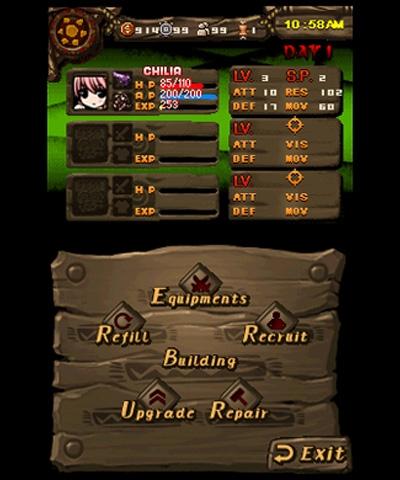 914 99 99 1 10:58AM
DAY 1
CHILIA
HP 85/110
AP 200/200
EXP 253
LV. 3 S.P. 2
ATT 10 RES 102
DEF 17 MOV 60
HP
EXP
LV.
ATT VIS
DEF MOV
HP
EXP
LV.
ATT VIS
DEF MOV
Equipments
Refill Recruit
Building
Upgrade Repair
Exit